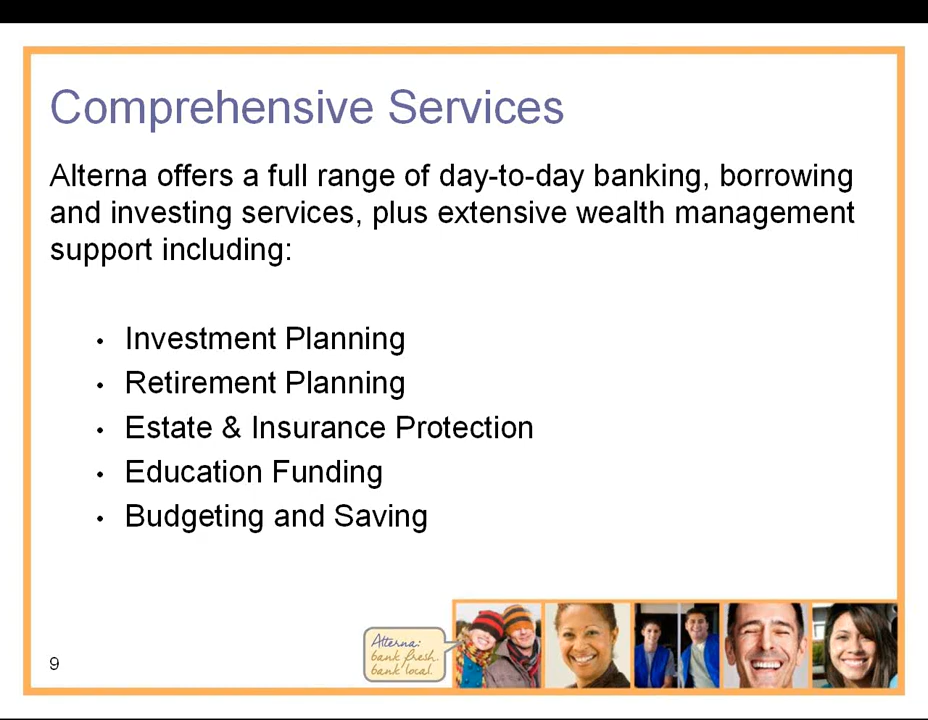 Comprehensive Services
Alterna offers a full range of day-to-day banking, borrowing
and investing services, plus extensive wealth management
support including:
• Investment Planning
• Retirement Planning
• Estate & Insurance Protection
• Education Funding
• Budgeting and Saving
Alterna:
bank fresh.
bank local.
9